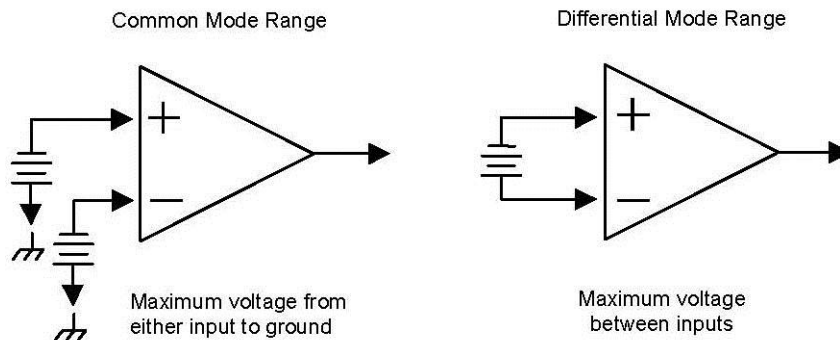 Common Mode Range
Differential Mode Range
+
−
+
−
Maximum voltage from
either input to ground
Maximum voltage
between inputs